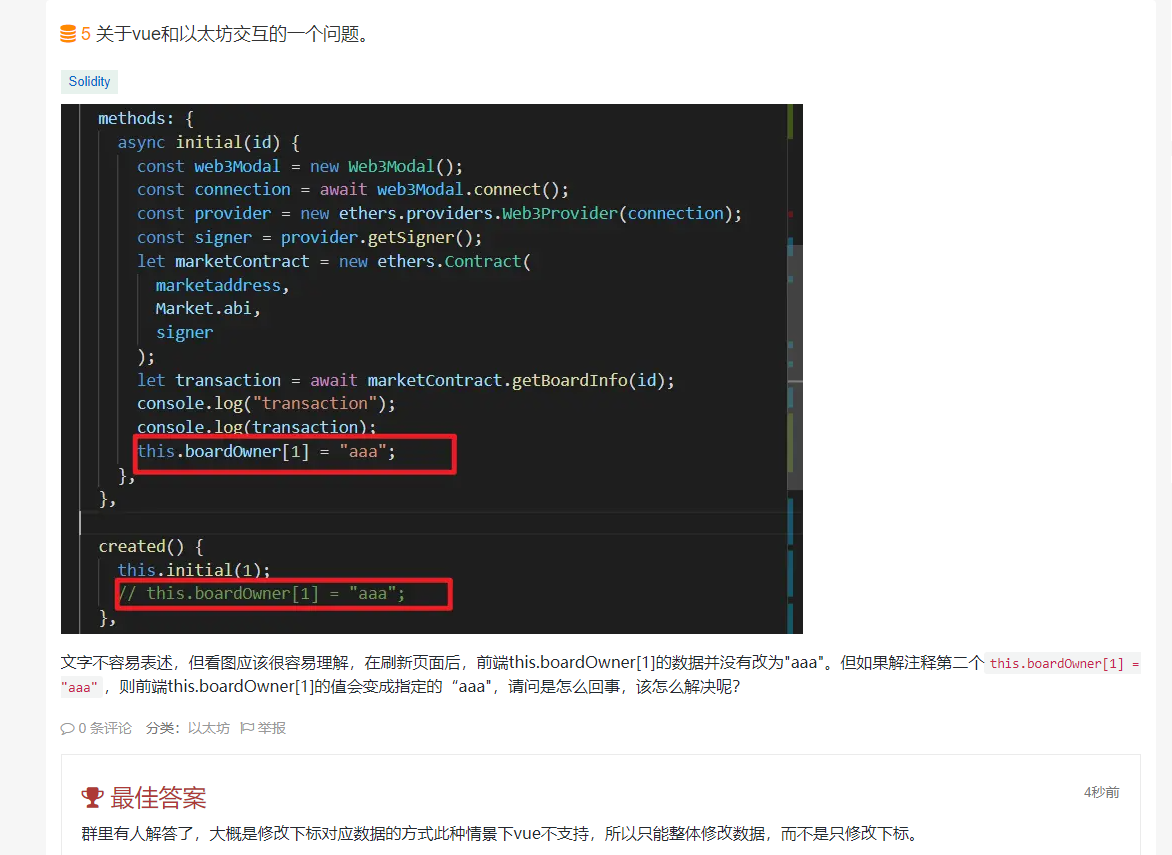 5 关于vue和以太坊交互的一个问题。
Solidity
methods: {
async initial(id) {
const web3Modal = new Web3Modal();
const connection = await web3Modal.connect();
const provider = new ethers.providers.Web3Provider(connection);
const signer = provider.getSigner();
let marketContract = new ethers.Contract(
marketaddress,
Market.abi,
signer
);
let transaction = await marketContract.getBoardInfo(id);
console.log("transaction");
console.log(transaction);
this.boardOwner[1] = "aaa";
},
},
created() {
this.initial(1);
// this.boardOwner[1] = "aaa";
},
文字不容易表述，但看图应该很容易理解，在刷新页面后，前端this.boardOwner[1]的数据并没有改为"aaa"。但如果解注释第二个 this.boardOwner[1] =
"aaa" ，则前端this.boardOwner[1]的值会变成指定的“aaa"，请问是怎么回事，该怎么解决呢？
0 条评论 分类：以太坊 举报
最佳答案 4秒前
群里有人解答了，大概是修改下标对应数据的方式此种情景下vue不支持，所以只能整体修改数据，而不是只修改下标。